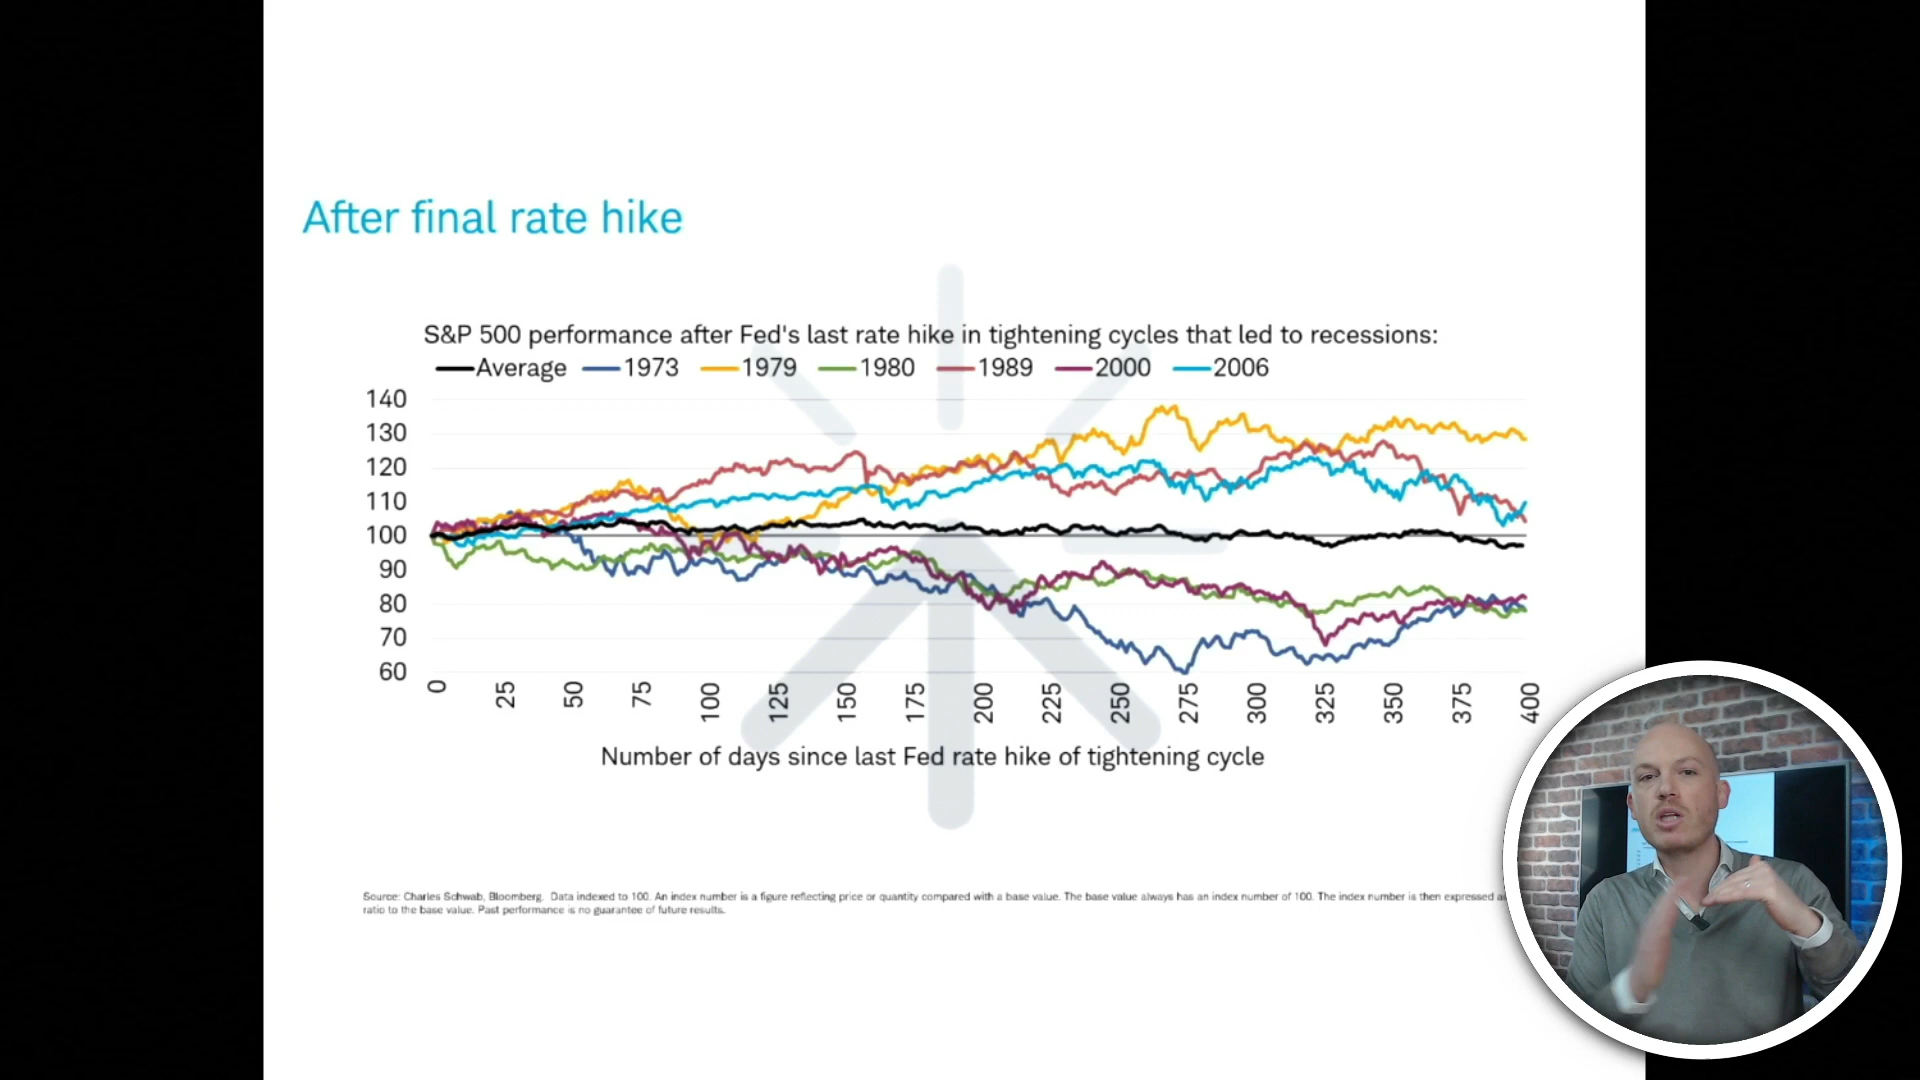 After final rate hike
S&P 500 performance after Fed's last rate hike in tightening cycles that led to recessions:
Average 1973 1979 1980 1989 2000 2006
140
130
120
110
100
90
80
70
60
0 25 50 75 100 125 150 175 200 225 250 275 300 325 350 375 400
Number of days since last Fed rate hike of tightening cycle
Source: Charles Schwab, Bloomberg. Data indexed to 100. An index number is a figure reflecting price or quantity compared with a base value. The base value always has an index number of 100. The index number is then expressed
ratio to the base value. Past performance is no guarantee of future results.